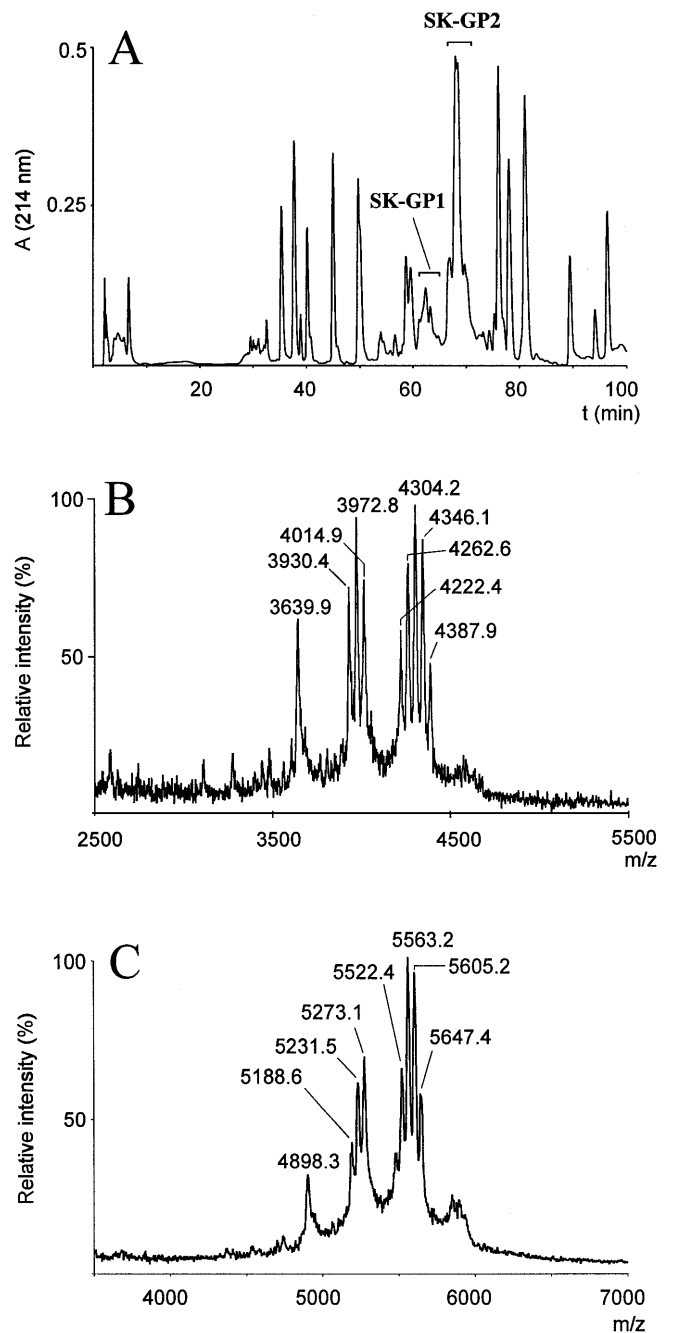 A
SK-GP2
0.5
SK-GP1
0.25
A (214 nm)
20 40 60 80 100
t (min)
B
4304.2
100
3972.8
4346.1
4014.9
4262.6
3930.4
4222.4
3639.9
4387.9
50
Relative intensity (%)
2500 3500 4500 5500
m/z
C
5563.2
100
5605.2
5522.4
5273.1
5647.4
5231.5
5188.6
50
4898.3
Relative intensity (%)
4000 5000 6000 7000
m/z